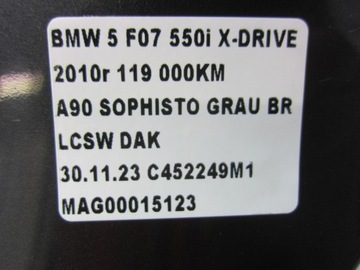 BMW 5 F07 550i X-DRIVE
2010r 119 000KM
A90 SOPHISTO GRAU BR
LCSW DAK
30.11.23 C452249M1
MAG00015123